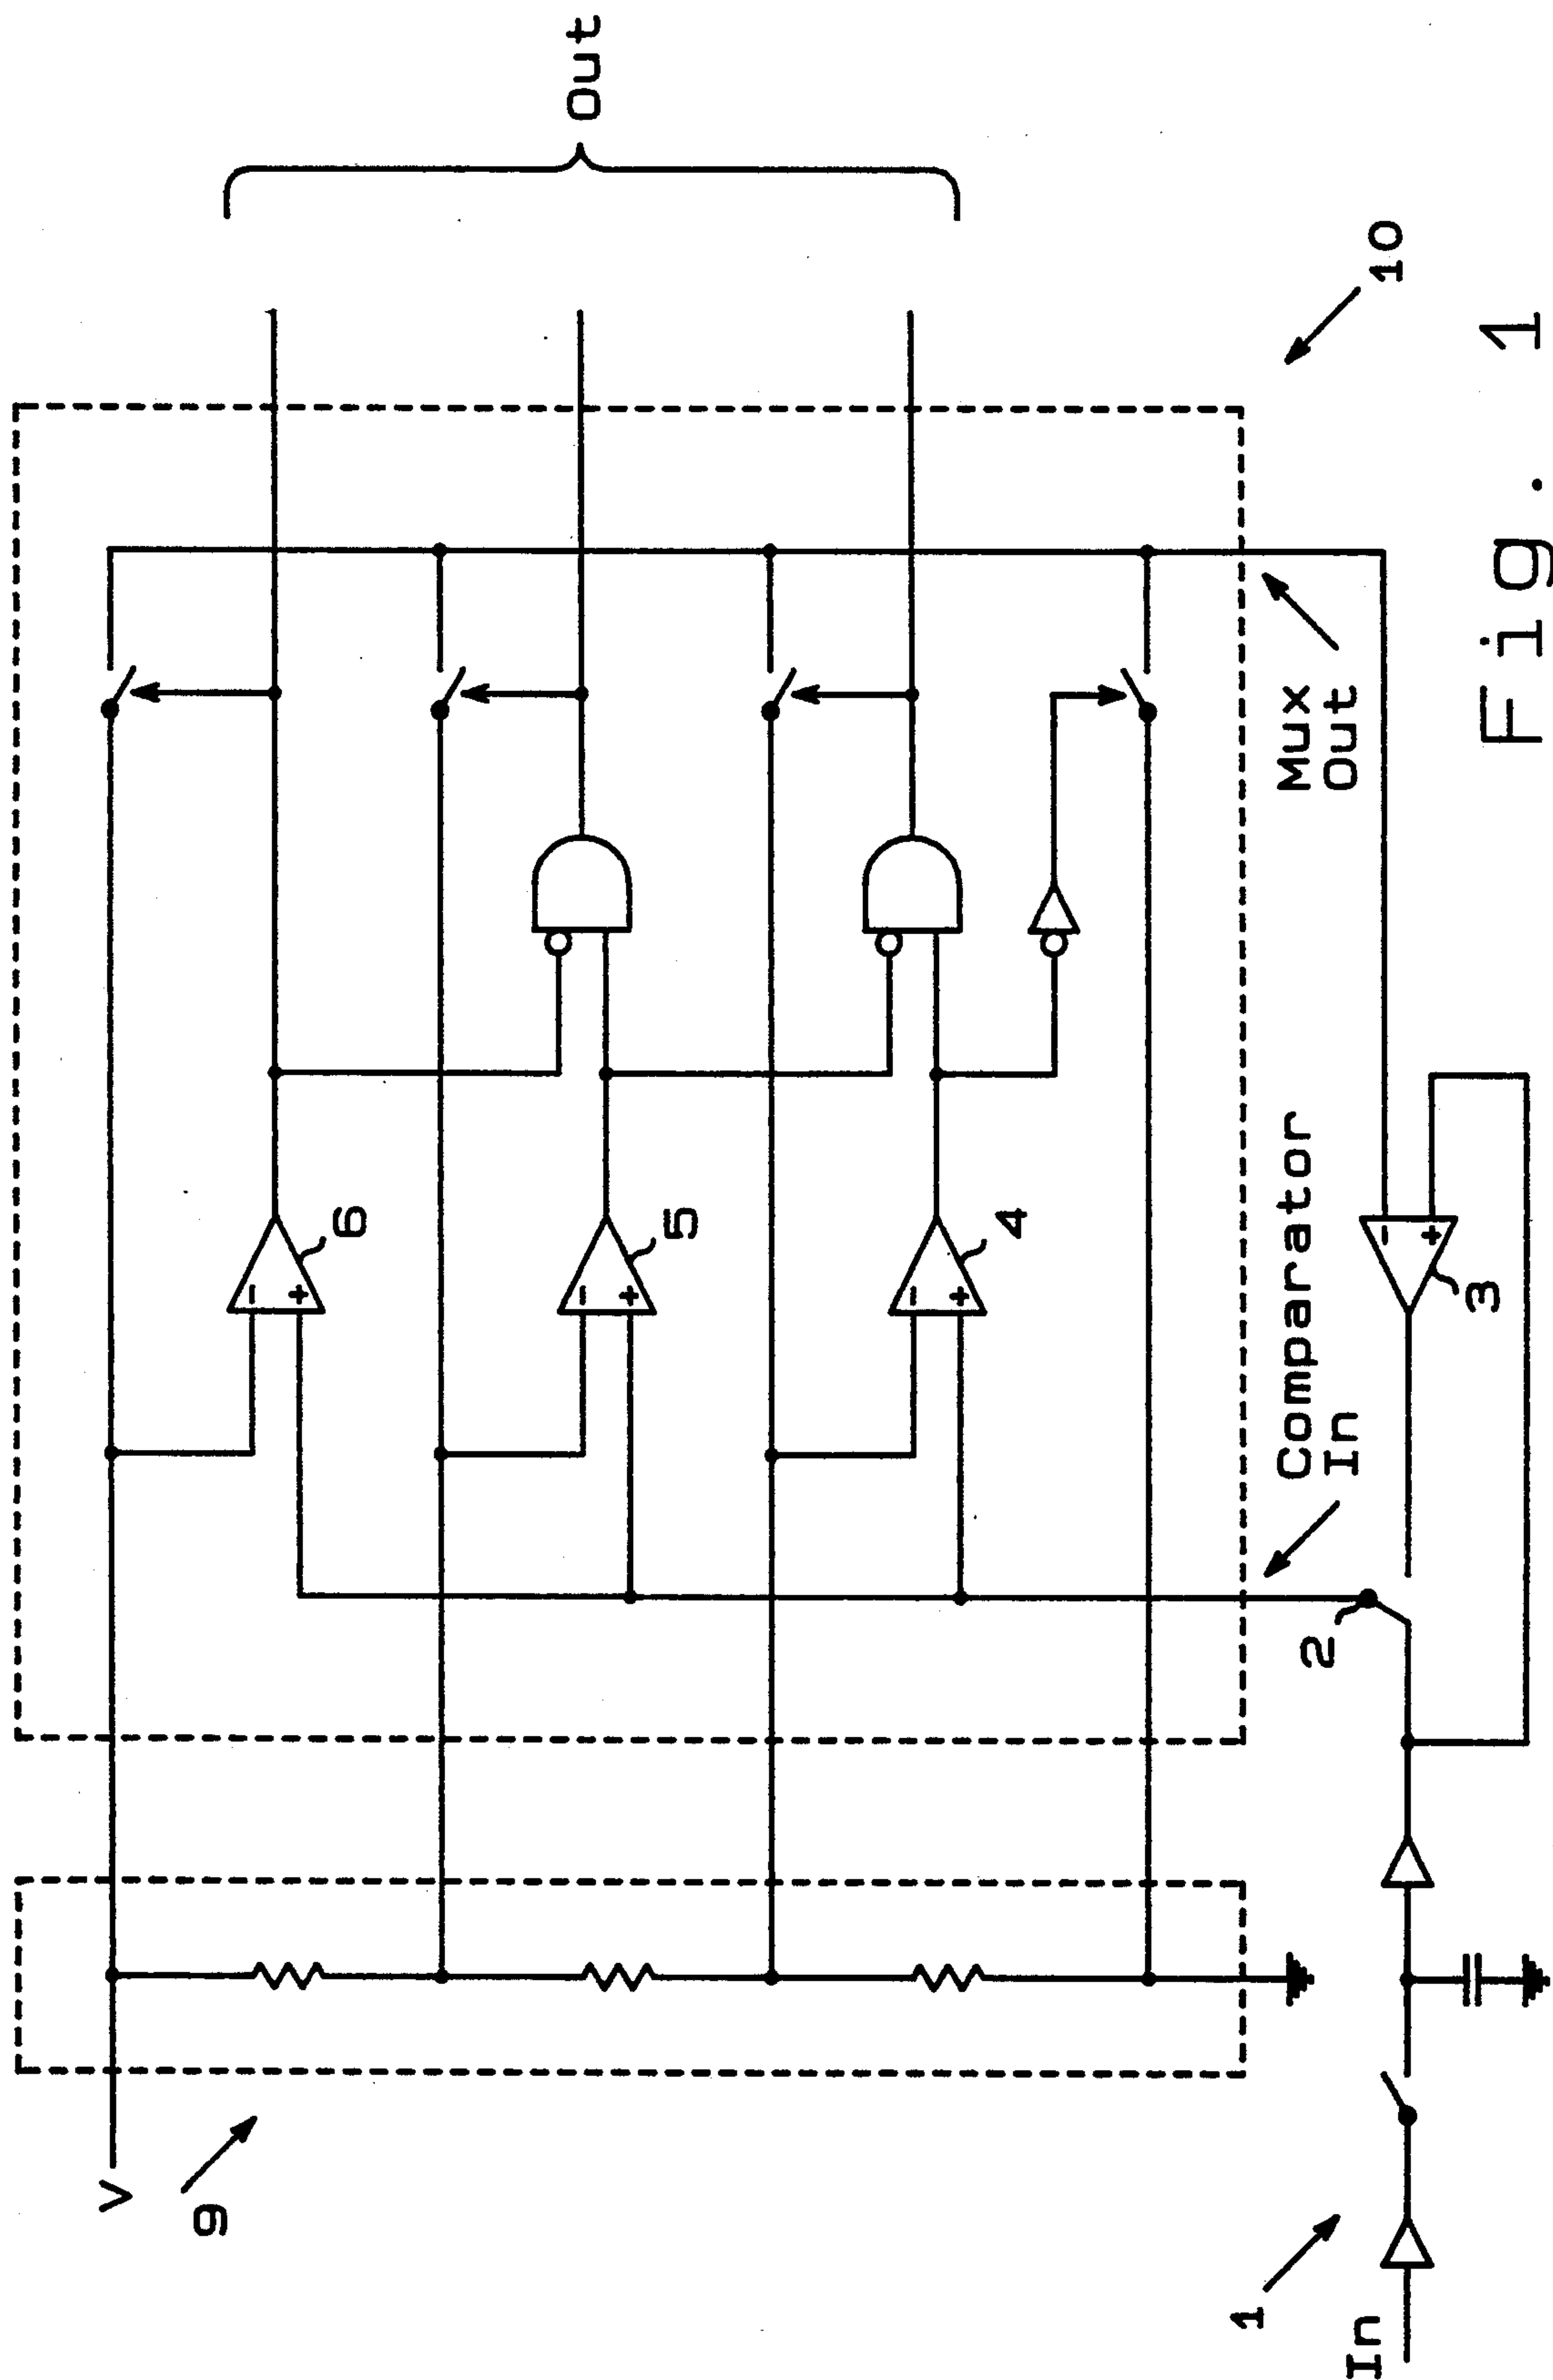 V
9
6
5
4
Out
Comparator
In
Mux
Out
10
2
3
1
In
Fig. 1
- +
- +
- +
- +